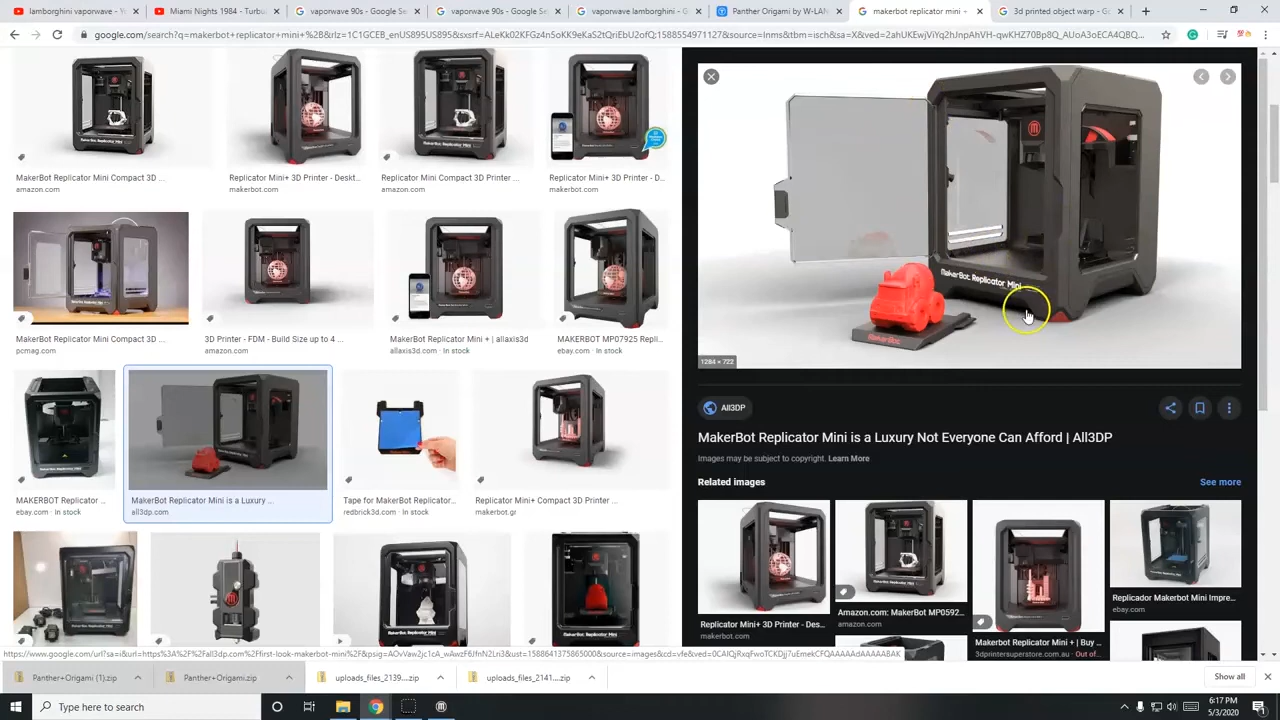 lamborghini vaporwave - Yo
Miami Nights 1984 - Turbu
vaporwave 90s - Google Se
vaporwave 90s - Google Se
lamborghini - G
Panther Origami by W-LAN
makerbot replicator mini +
3d printed object warp - Go
google.com/search?q=makerbot+replicator+mini+%2B&rlz=1C1GCEB_enUS895US895&sxsrf=
MakerBot Replicator Mini Compact 3D ...
amazon.com
Replicator Mini+ 3D Printer - Deskt...
makerbot.com
Replicator Mini Compact 3D Printer ...
amazon.com
Replicator Mini+ 3D Printer - D...
makerbot.com
MakerBot Replicator Mini Compact 3D ...
pcmag.com
3D Printer - FDM - Build Size up to 4 ...
amazon.com
MakerBot Replicator Mini + | allaxis3d
allaxis3d.com · In stock
MAKERBOT MP07925 Repli...
ebay.com · In stock
MakerBot. Replicator Mini
MakerBot
1284 × 722
MAKERBOT Replicator ...
ebay.com · In stock
MakerBot Replicator Mini is a Luxury ...
all3dp.com
Tape for MakerBot Replicator...
redbrick3d.com · In stock
Replicator Mini+ Compact 3D Printer ...
makerbot.gr
All3DP
MakerBot Replicator Mini is a Luxury Not Everyone Can Afford | All3DP
Images may be subject to copyright. Learn More
Related images
See more
Replicator Mini+ 3D Printer - Des...
makerbot.com
Amazon.com: MakerBot MP0592...
amazon.com
Makerbot Replicator Mini + | Buy ...
3dprintersuperstore.com.au · Out of...
Replicador Makerbot Mini Impre...
ebay.com
Panther+Origami (1).zip
Panther+Origami.zip
uploads_files_2139....zip
uploads_files_2141....zip
Show all
Type here to search
6:17 PM
5/3/2020